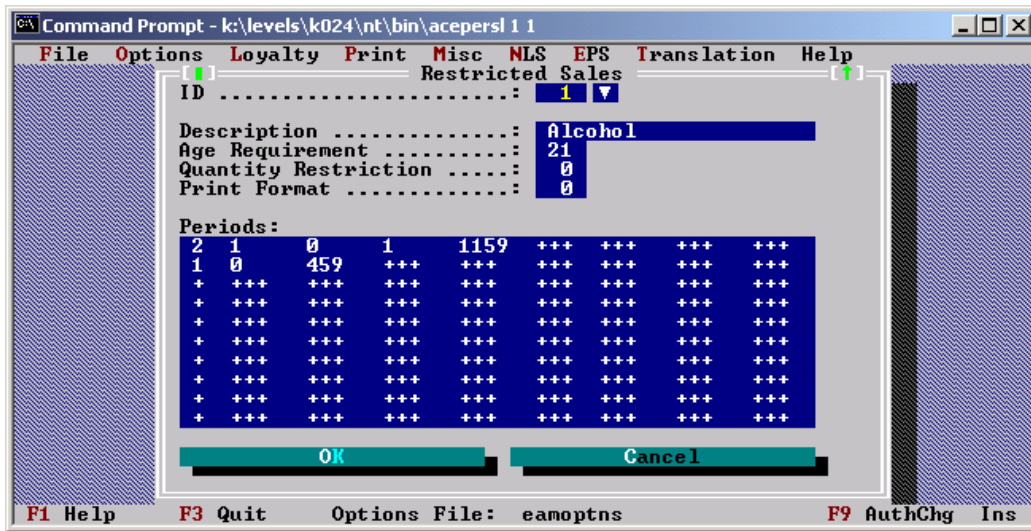 Command Prompt - k:\levels\k024\nt\bin\acepersl 1 1
File Options Loyalty Print Misc NLS EPS Translation Help
Restricted Sales
ID .......................: 1
Description ..............: Alcohol
Age Requirement ..........: 21
Quantity Restriction .....: 0
Print Format .............: 0
Periods:
2 1 0 1 1159 +++ +++ +++ +++
1 0 459 +++ +++ +++ +++ +++ +++
+ +++ +++ +++ +++ +++ +++ +++ +++
+ +++ +++ +++ +++ +++ +++ +++ +++
+ +++ +++ +++ +++ +++ +++ +++ +++
+ +++ +++ +++ +++ +++ +++ +++ +++
+ +++ +++ +++ +++ +++ +++ +++ +++
+ +++ +++ +++ +++ +++ +++ +++ +++
+ +++ +++ +++ +++ +++ +++ +++ +++
+ +++ +++ +++ +++ +++ +++ +++ +++
OK Cancel
F1 Help F3 Quit Options File: eamoptns F9 AuthChg Ins